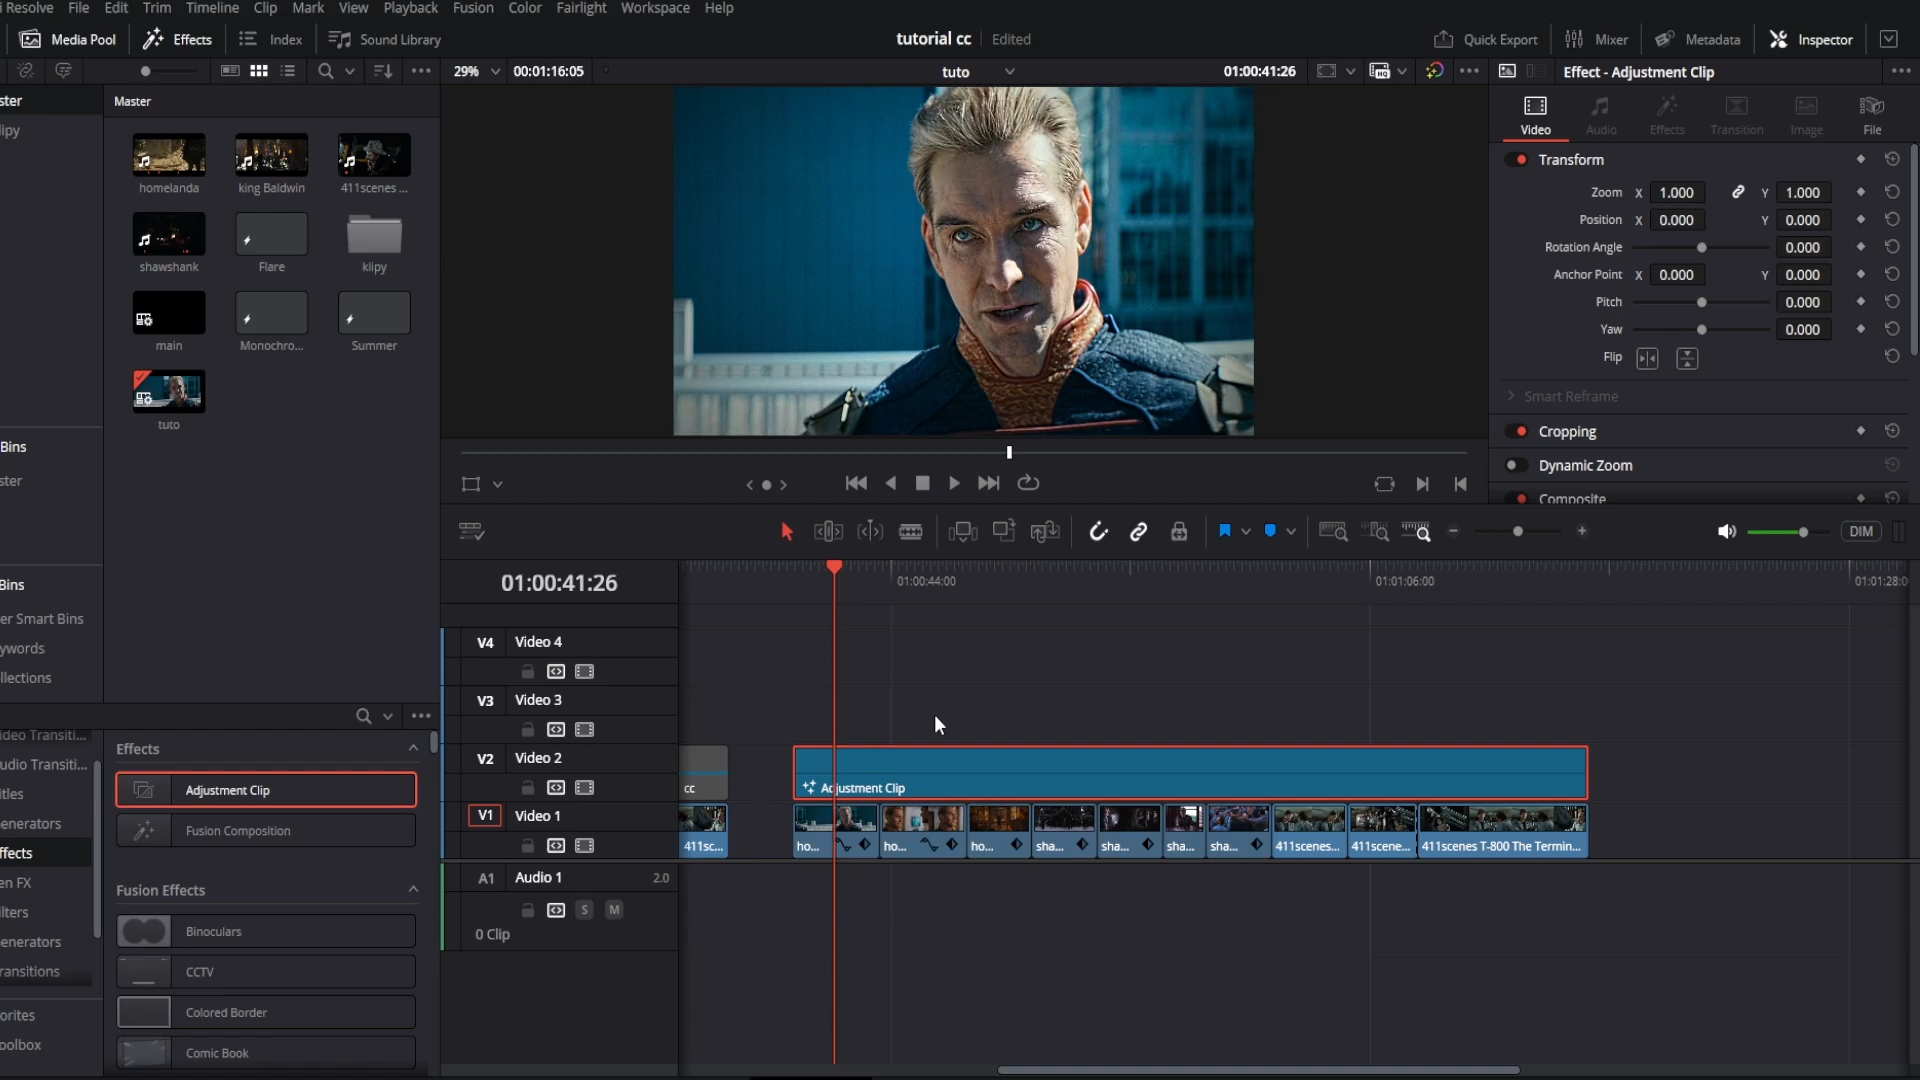 i Resolve File Edit Trim Timeline Clip Mark View Playback Fusion Color Fairlight Workspace Help
Media Pool Effects Index Sound Library tutorial cc Edited Quick Export Mixer Metadata Inspector
29% 00:01:16:05 tuto 01:00:41:26 Effect - Adjustment Clip
ster
lipy
Master
homelanda king Baldwin 411scenes ...
shawshank Flare klipy
main Monochro... Summer
tuto
Bins
ster
Bins
er Smart Bins
ywords
llections
Video Audio Effects Transition Image File
Transform
Zoom X 1.000 Y 1.000
Position X 0.000 Y 0.000
Rotation Angle 0.000
Anchor Point X 0.000 Y 0.000
Pitch 0.000
Yaw 0.000
Flip
Smart Reframe
Cropping
Dynamic Zoom
Composite
DIM
ideo Transiti...
udio Transiti...
itles
enerators
ffects
en FX
ilters
enerators
ransitions
orites
oolbox
Effects
Adjustment Clip
Fusion Composition
Fusion Effects
Binoculars
CCTV
Colored Border
Comic Book
01:00:41:26
01:00:44:00 01:01:06:00 01:01:28:0
V4 Video 4
V3 Video 3
V2 Video 2
cc Adjustment Clip
V1 Video 1
411sc... ho... ho... ho... sha... sha... sha... sha... 411scenes... 411scene... 411scenes T-800 The Termin...
A1 Audio 1 2.0
S M
0 Clip